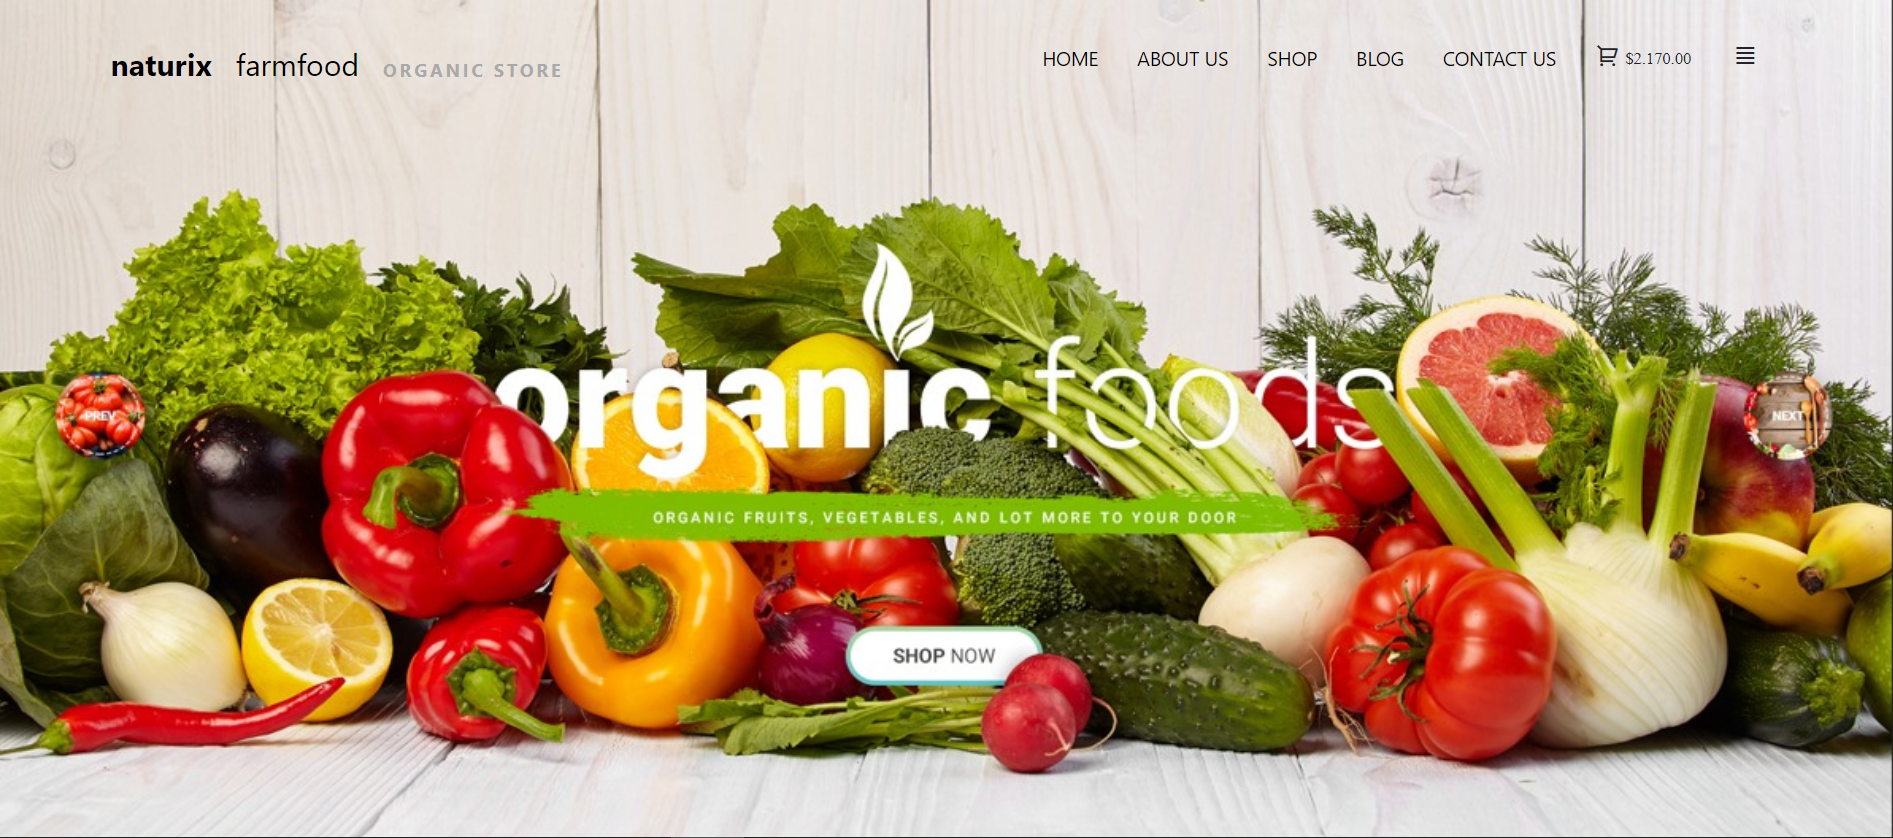 naturix farmfood ORGANIC STORE
HOME ABOUT US SHOP BLOG CONTACT US $2.170.00
organic foods
PREV
NEXT
ORGANIC FRUITS, VEGETABLES, AND LOT MORE TO YOUR DOOR
SHOP NOW